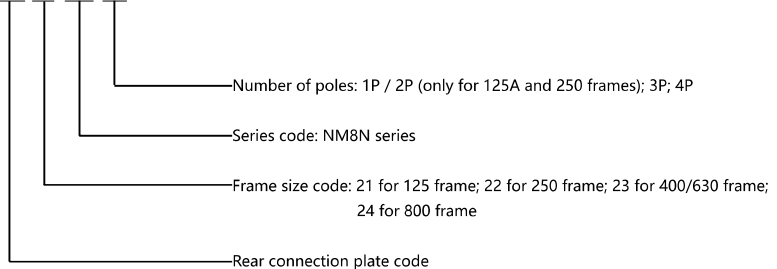 Number of poles: 1P / 2P (only for 125A and 250 frames); 3P; 4P
Series code: NM8N series
Frame size code: 21 for 125 frame; 22 for 250 frame; 23 for 400/630 frame;
24 for 800 frame
Rear connection plate code